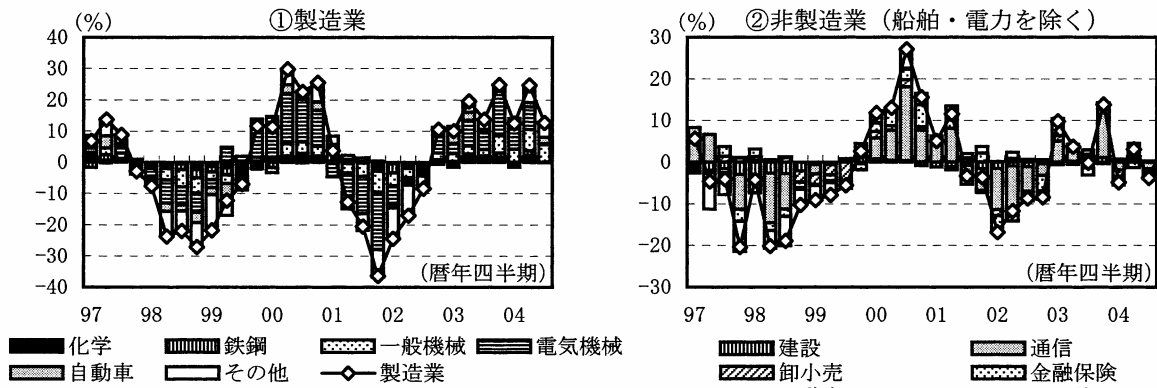 (%) ①製造業
40
30
20
10
0
−10
−20
−30
−40
(暦年四半期)
97 98 99 00 01 02 03 04
化学 鉄鋼 一般機械 電気機械
自動車 その他 製造業
(%) ②非製造業（船舶・電力を除く）
30
20
10
0
−10
−20
−30
(暦年四半期)
97 98 99 00 01 02 03 04
建設 通信
卸小売 金融保険